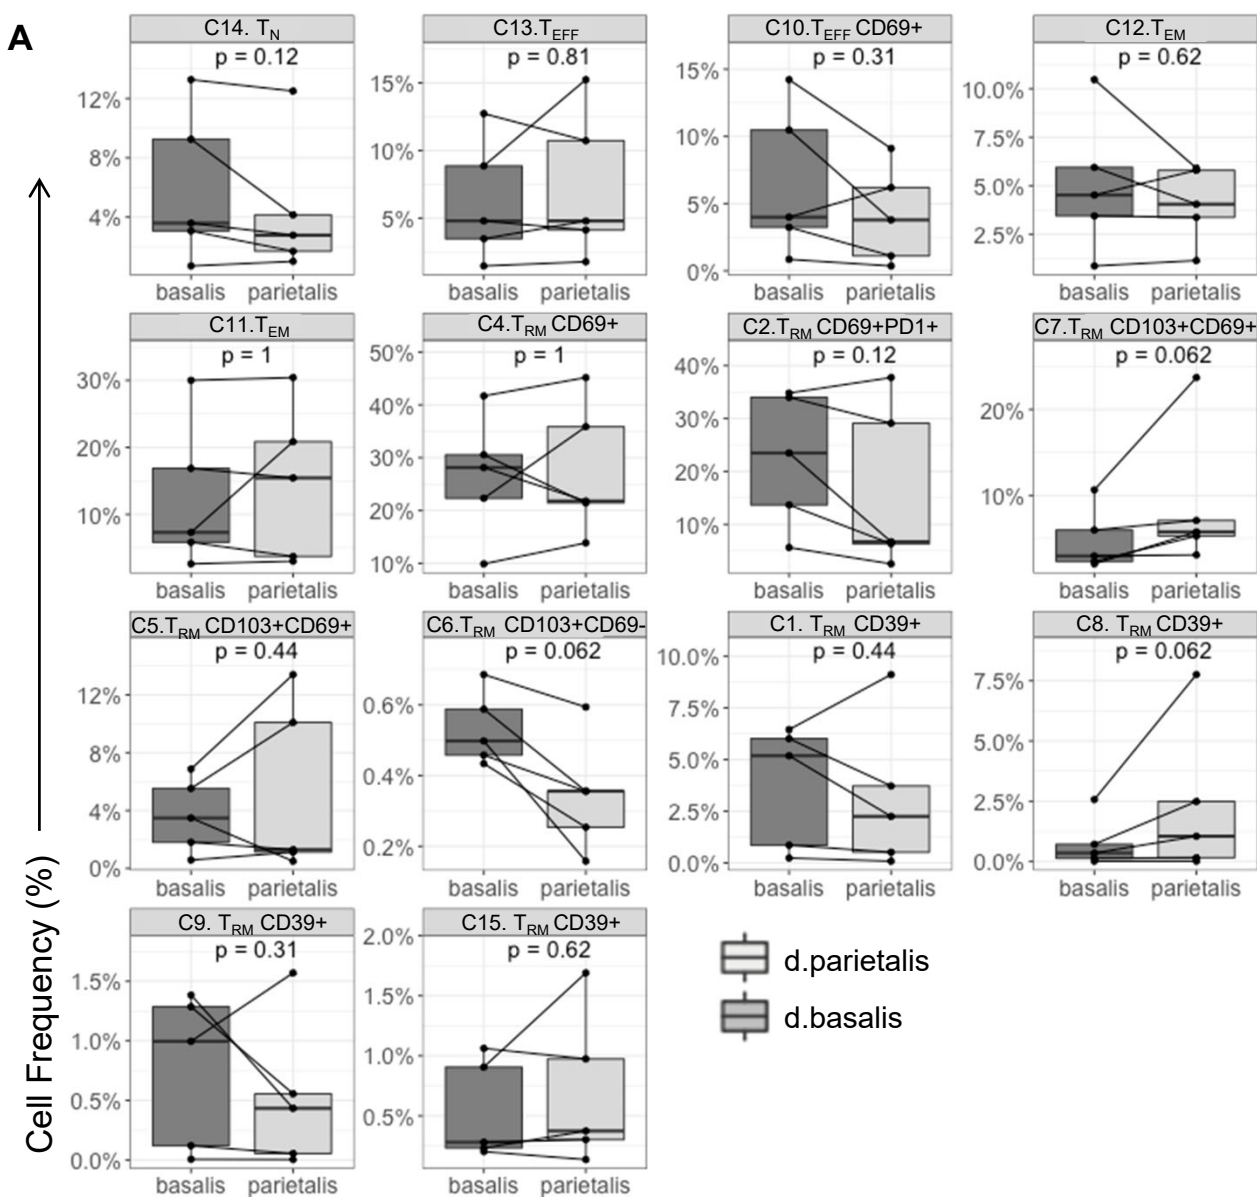 A
C14. TN
p = 0.12
12%
8%
4%
basalis parietalis
C13.TEFF
p = 0.81
15%
10%
5%
basalis parietalis
C10.TEFF CD69+
p = 0.31
15%
10%
5%
0%
basalis parietalis
C12.TEM
p = 0.62
10.0%
7.5%
5.0%
2.5%
basalis parietalis
C11.TEM
p = 1
30%
20%
10%
basalis parietalis
C4.TRM CD69+
p = 1
50%
40%
30%
20%
10%
basalis parietalis
C2.TRM CD69+PD1+
p = 0.12
40%
30%
20%
10%
basalis parietalis
C7.TRM CD103+CD69+
p = 0.062
20%
10%
basalis parietalis
C5.TRM CD103+CD69+
p = 0.44
12%
8%
4%
0%
basalis parietalis
C6.TRM CD103+CD69-
p = 0.062
0.6%
0.4%
0.2%
basalis parietalis
C1. TRM CD39+
p = 0.44
10.0%
7.5%
5.0%
2.5%
0.0%
basalis parietalis
C8. TRM CD39+
p = 0.062
7.5%
5.0%
2.5%
0.0%
basalis parietalis
C9. TRM CD39+
p = 0.31
1.5%
1.0%
0.5%
0.0%
basalis parietalis
C15. TRM CD39+
p = 0.62
2.0%
1.5%
1.0%
0.5%
basalis parietalis
d.parietalis
d.basalis
Cell Frequency (%)